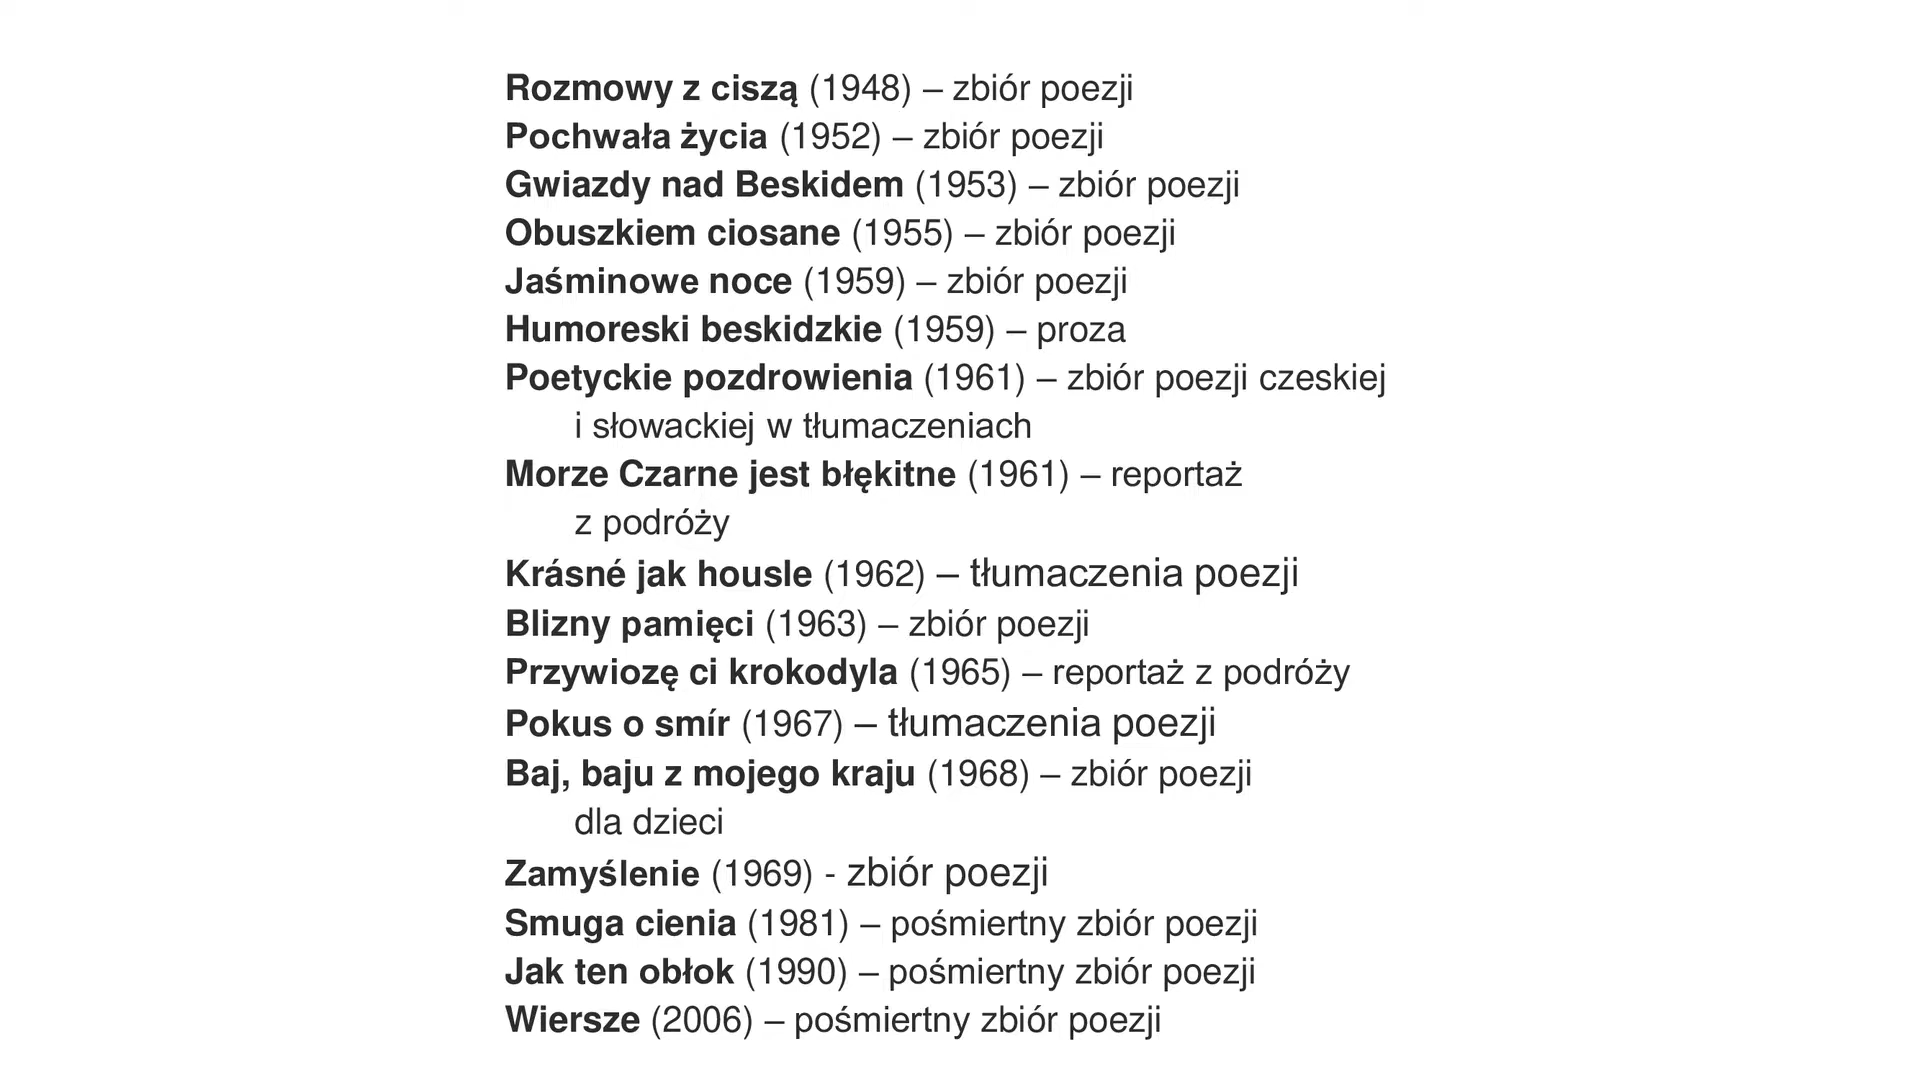 Rozmowy z ciszą (1948) – zbiór poezji
Pochwała życia (1952) – zbiór poezji
Gwiazdy nad Beskidem (1953) – zbiór poezji
Obuszkiem ciosane (1955) – zbiór poezji
Jaśminowe noce (1959) – zbiór poezji
Humoreski beskidzkie (1959) – proza
Poetyckie pozdrowienia (1961) – zbiór poezji czeskiej
i słowackiej w tłumaczeniach
Morze Czarne jest błękitne (1961) – reportaż
z podróży
Krásné jak housle (1962) – tłumaczenia poezji
Blizny pamięci (1963) – zbiór poezji
Przywiozę ci krokodyla (1965) – reportaż z podróży
Pokus o smír (1967) – tłumaczenia poezji
Baj, baju z mojego kraju (1968) – zbiór poezji
dla dzieci
Zamyślenie (1969) - zbiór poezji
Smuga cienia (1981) – pośmiertny zbiór poezji
Jak ten obłok (1990) – pośmiertny zbiór poezji
Wiersze (2006) – pośmiertny zbiór poezji